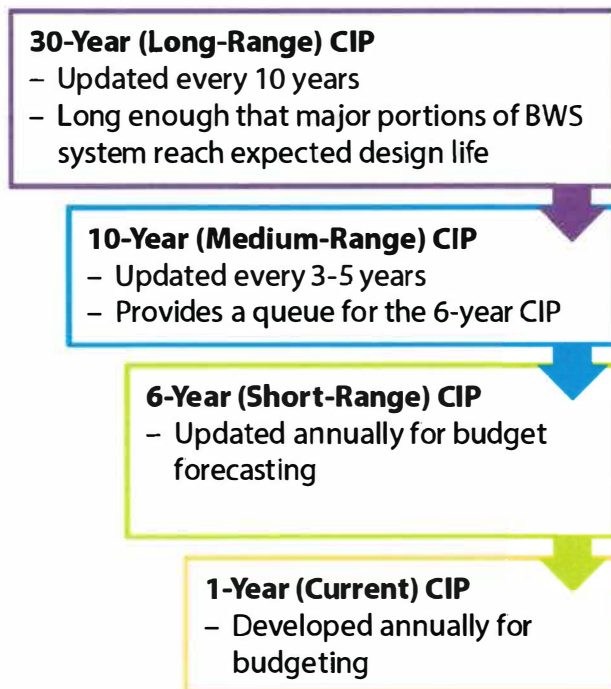 30-Year (Long-Range) CIP
– Updated every 10 years
– Long enough that major portions of BWS
system reach expected design life
10-Year (Medium-Range) CIP
– Updated every 3-5 years
– Provides a queue for the 6-year CIP
6-Year (Short-Range) CIP
– Updated annually for budget
forecasting
1-Year (Current) CIP
– Developed annually for
budgeting